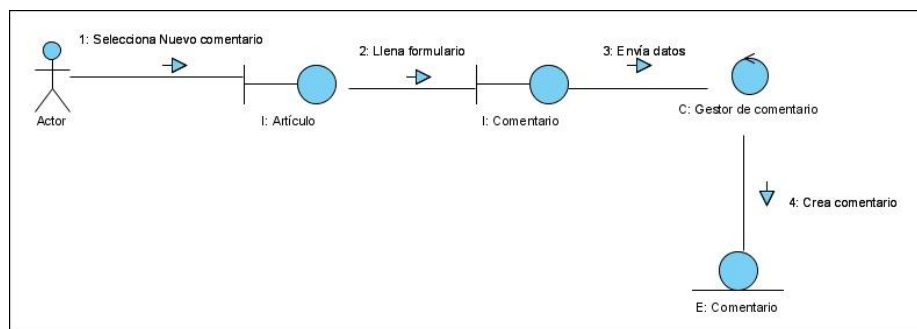 1: Selecciona Nuevo comentario
2: Llena formulario
3: Envía datos
Actor
I: Artículo
I: Comentario
C: Gestor de comentario
4: Crea comentario
E: Comentario